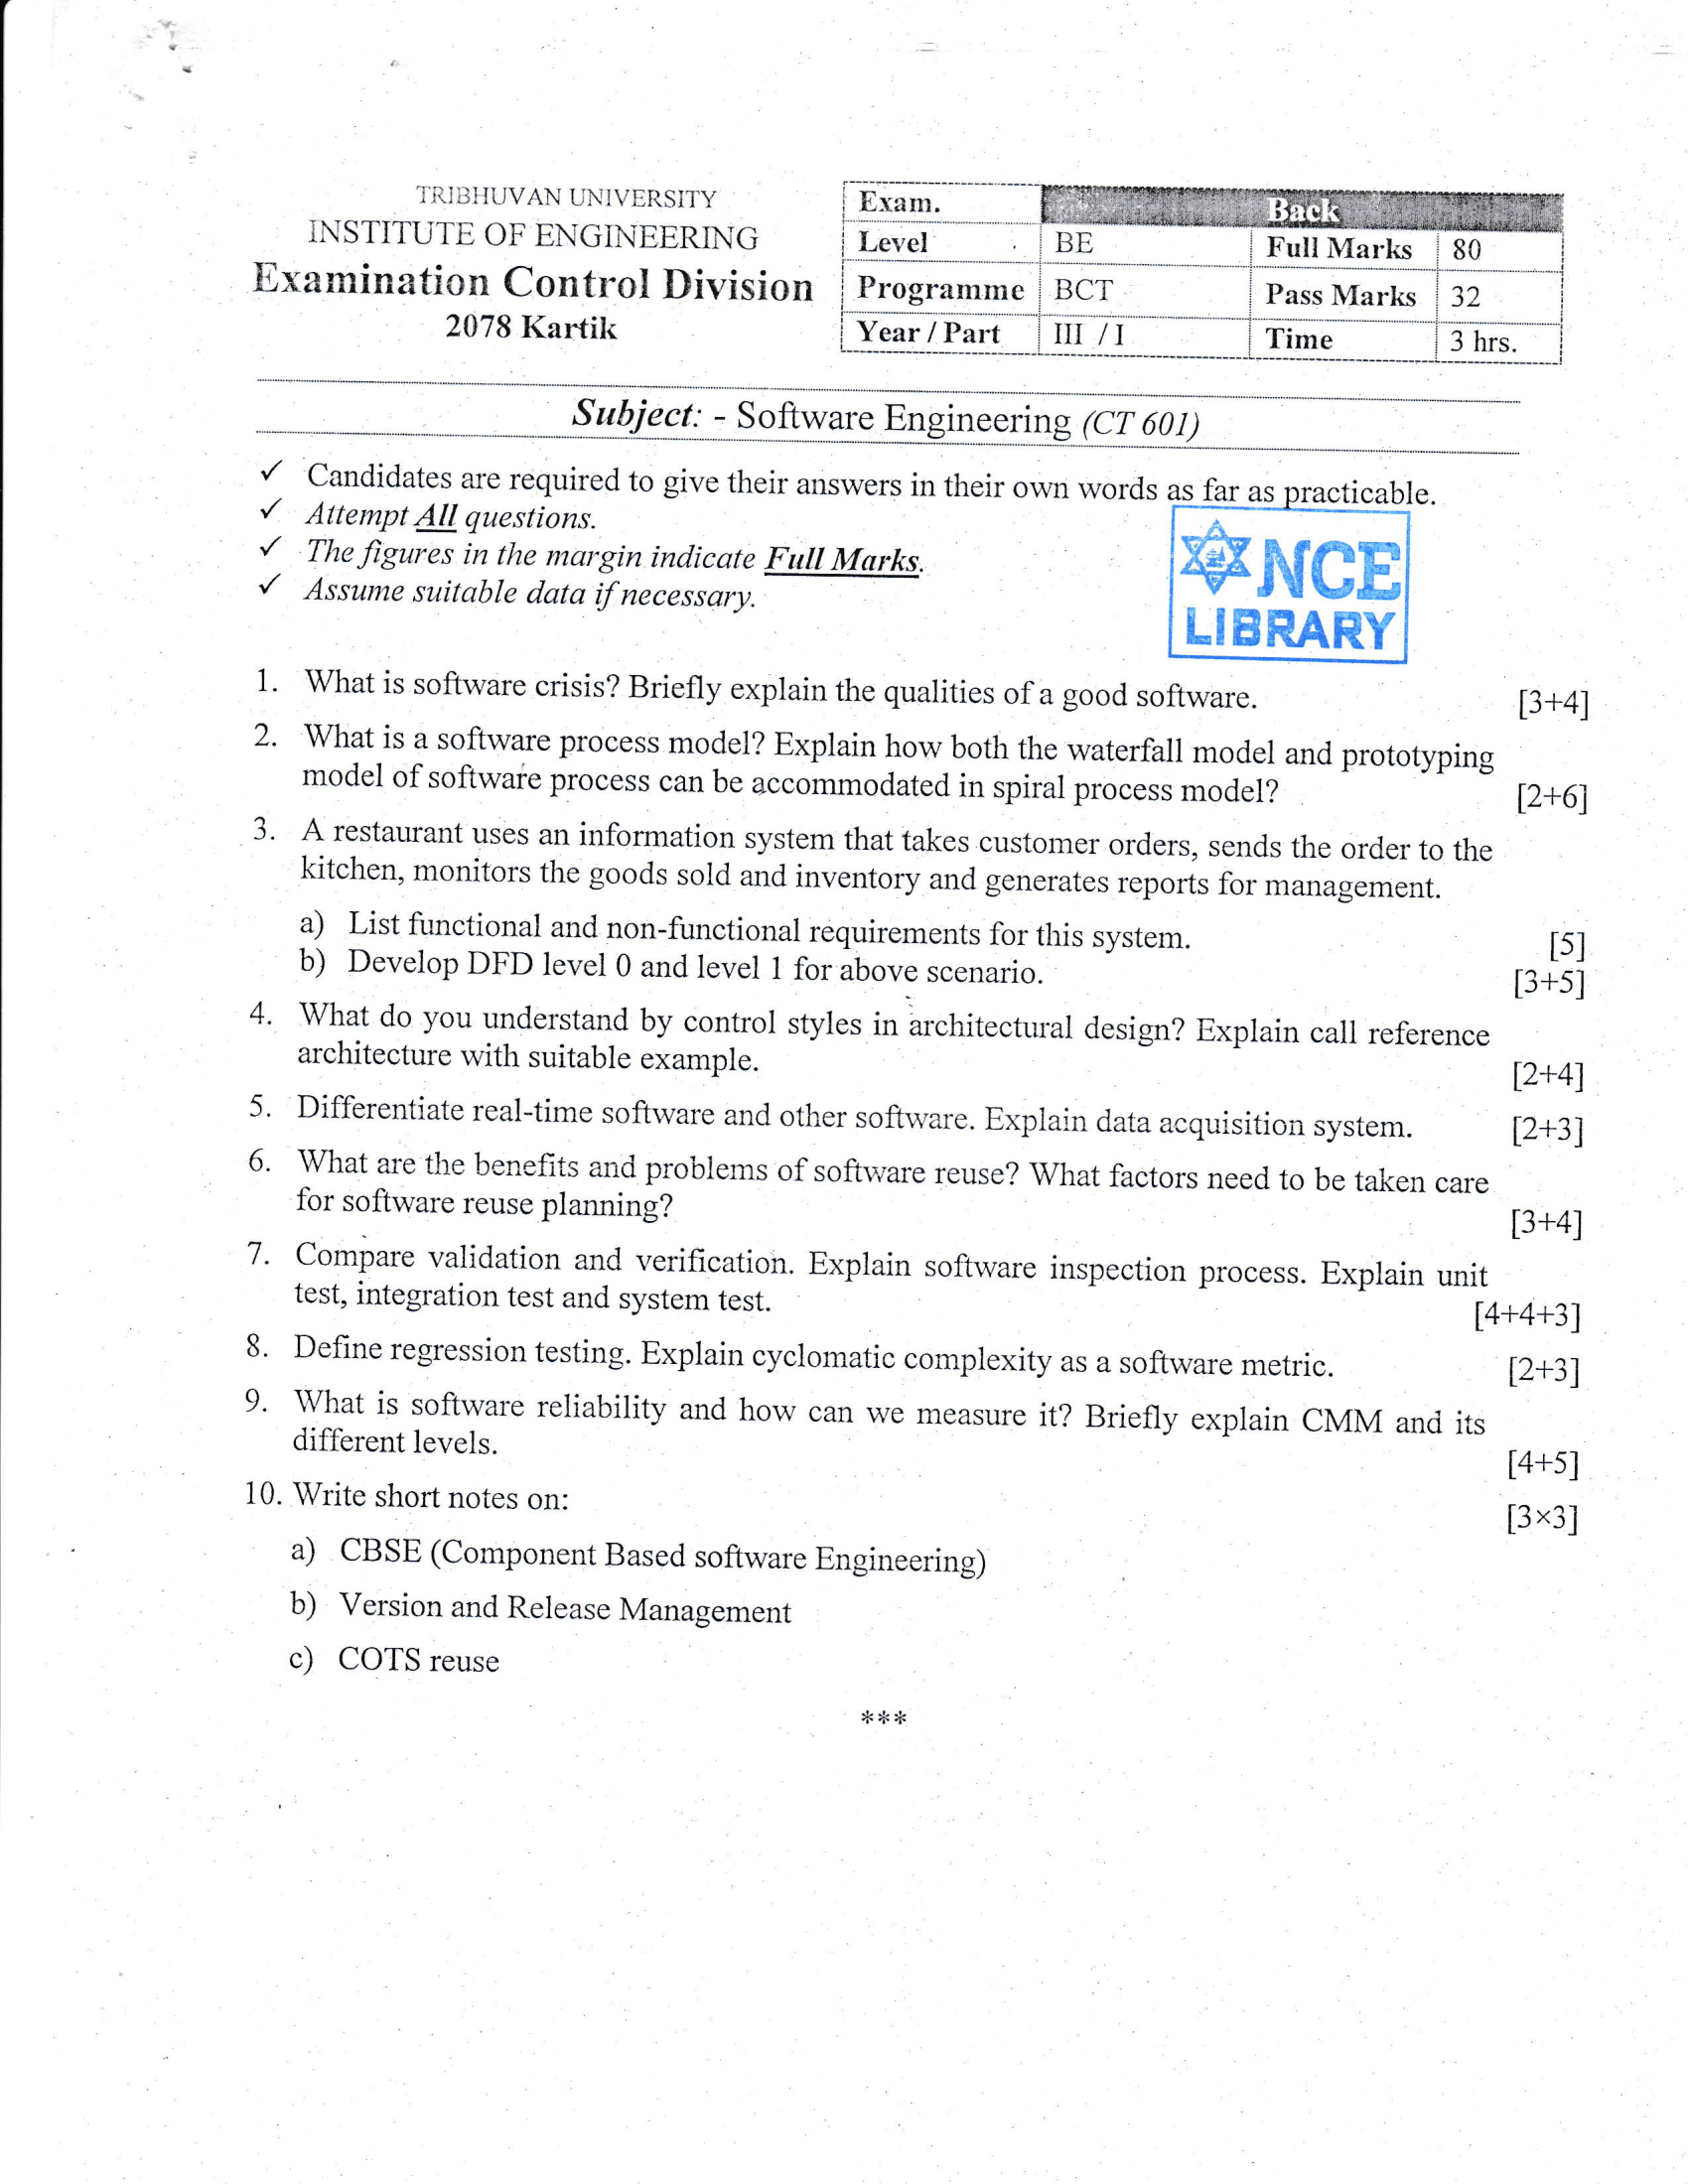 TRIBHUVAN UNIVERSITY
INSTITUTE OF ENGINEERING
Examination Control Division
2078 Kartik
Exam. Back
Level BE Full Marks 80
Programme BCT Pass Marks 32
Year / Part III / I Time 3 hrs.
Subject: - Software Engineering (CT 601)
✓ Candidates are required to give their answers in their own words as far as practicable.
✓ Attempt All questions.
✓ The figures in the margin indicate Full Marks.
✓ Assume suitable data if necessary.
NCE
LIBRARY
1. What is software crisis? Briefly explain the qualities of a good software. [3+4]
2. What is a software process model? Explain how both the waterfall model and prototyping
model of software process can be accommodated in spiral process model? [2+6]
3. A restaurant uses an information system that takes customer orders, sends the order to the
kitchen, monitors the goods sold and inventory and generates reports for management.
a) List functional and non-functional requirements for this system. [5]
b) Develop DFD level 0 and level 1 for above scenario. [3+5]
4. What do you understand by control styles in architectural design? Explain call reference
architecture with suitable example. [2+4]
5. Differentiate real-time software and other software. Explain data acquisition system. [2+3]
6. What are the benefits and problems of software reuse? What factors need to be taken care
for software reuse planning? [3+4]
7. Compare validation and verification. Explain software inspection process. Explain unit
test, integration test and system test. [4+4+3]
8. Define regression testing. Explain cyclomatic complexity as a software metric. [2+3]
9. What is software reliability and how can we measure it? Briefly explain CMM and its
different levels. [4+5]
10. Write short notes on: [3×3]
a) CBSE (Component Based software Engineering)
b) Version and Release Management
c) COTS reuse
***